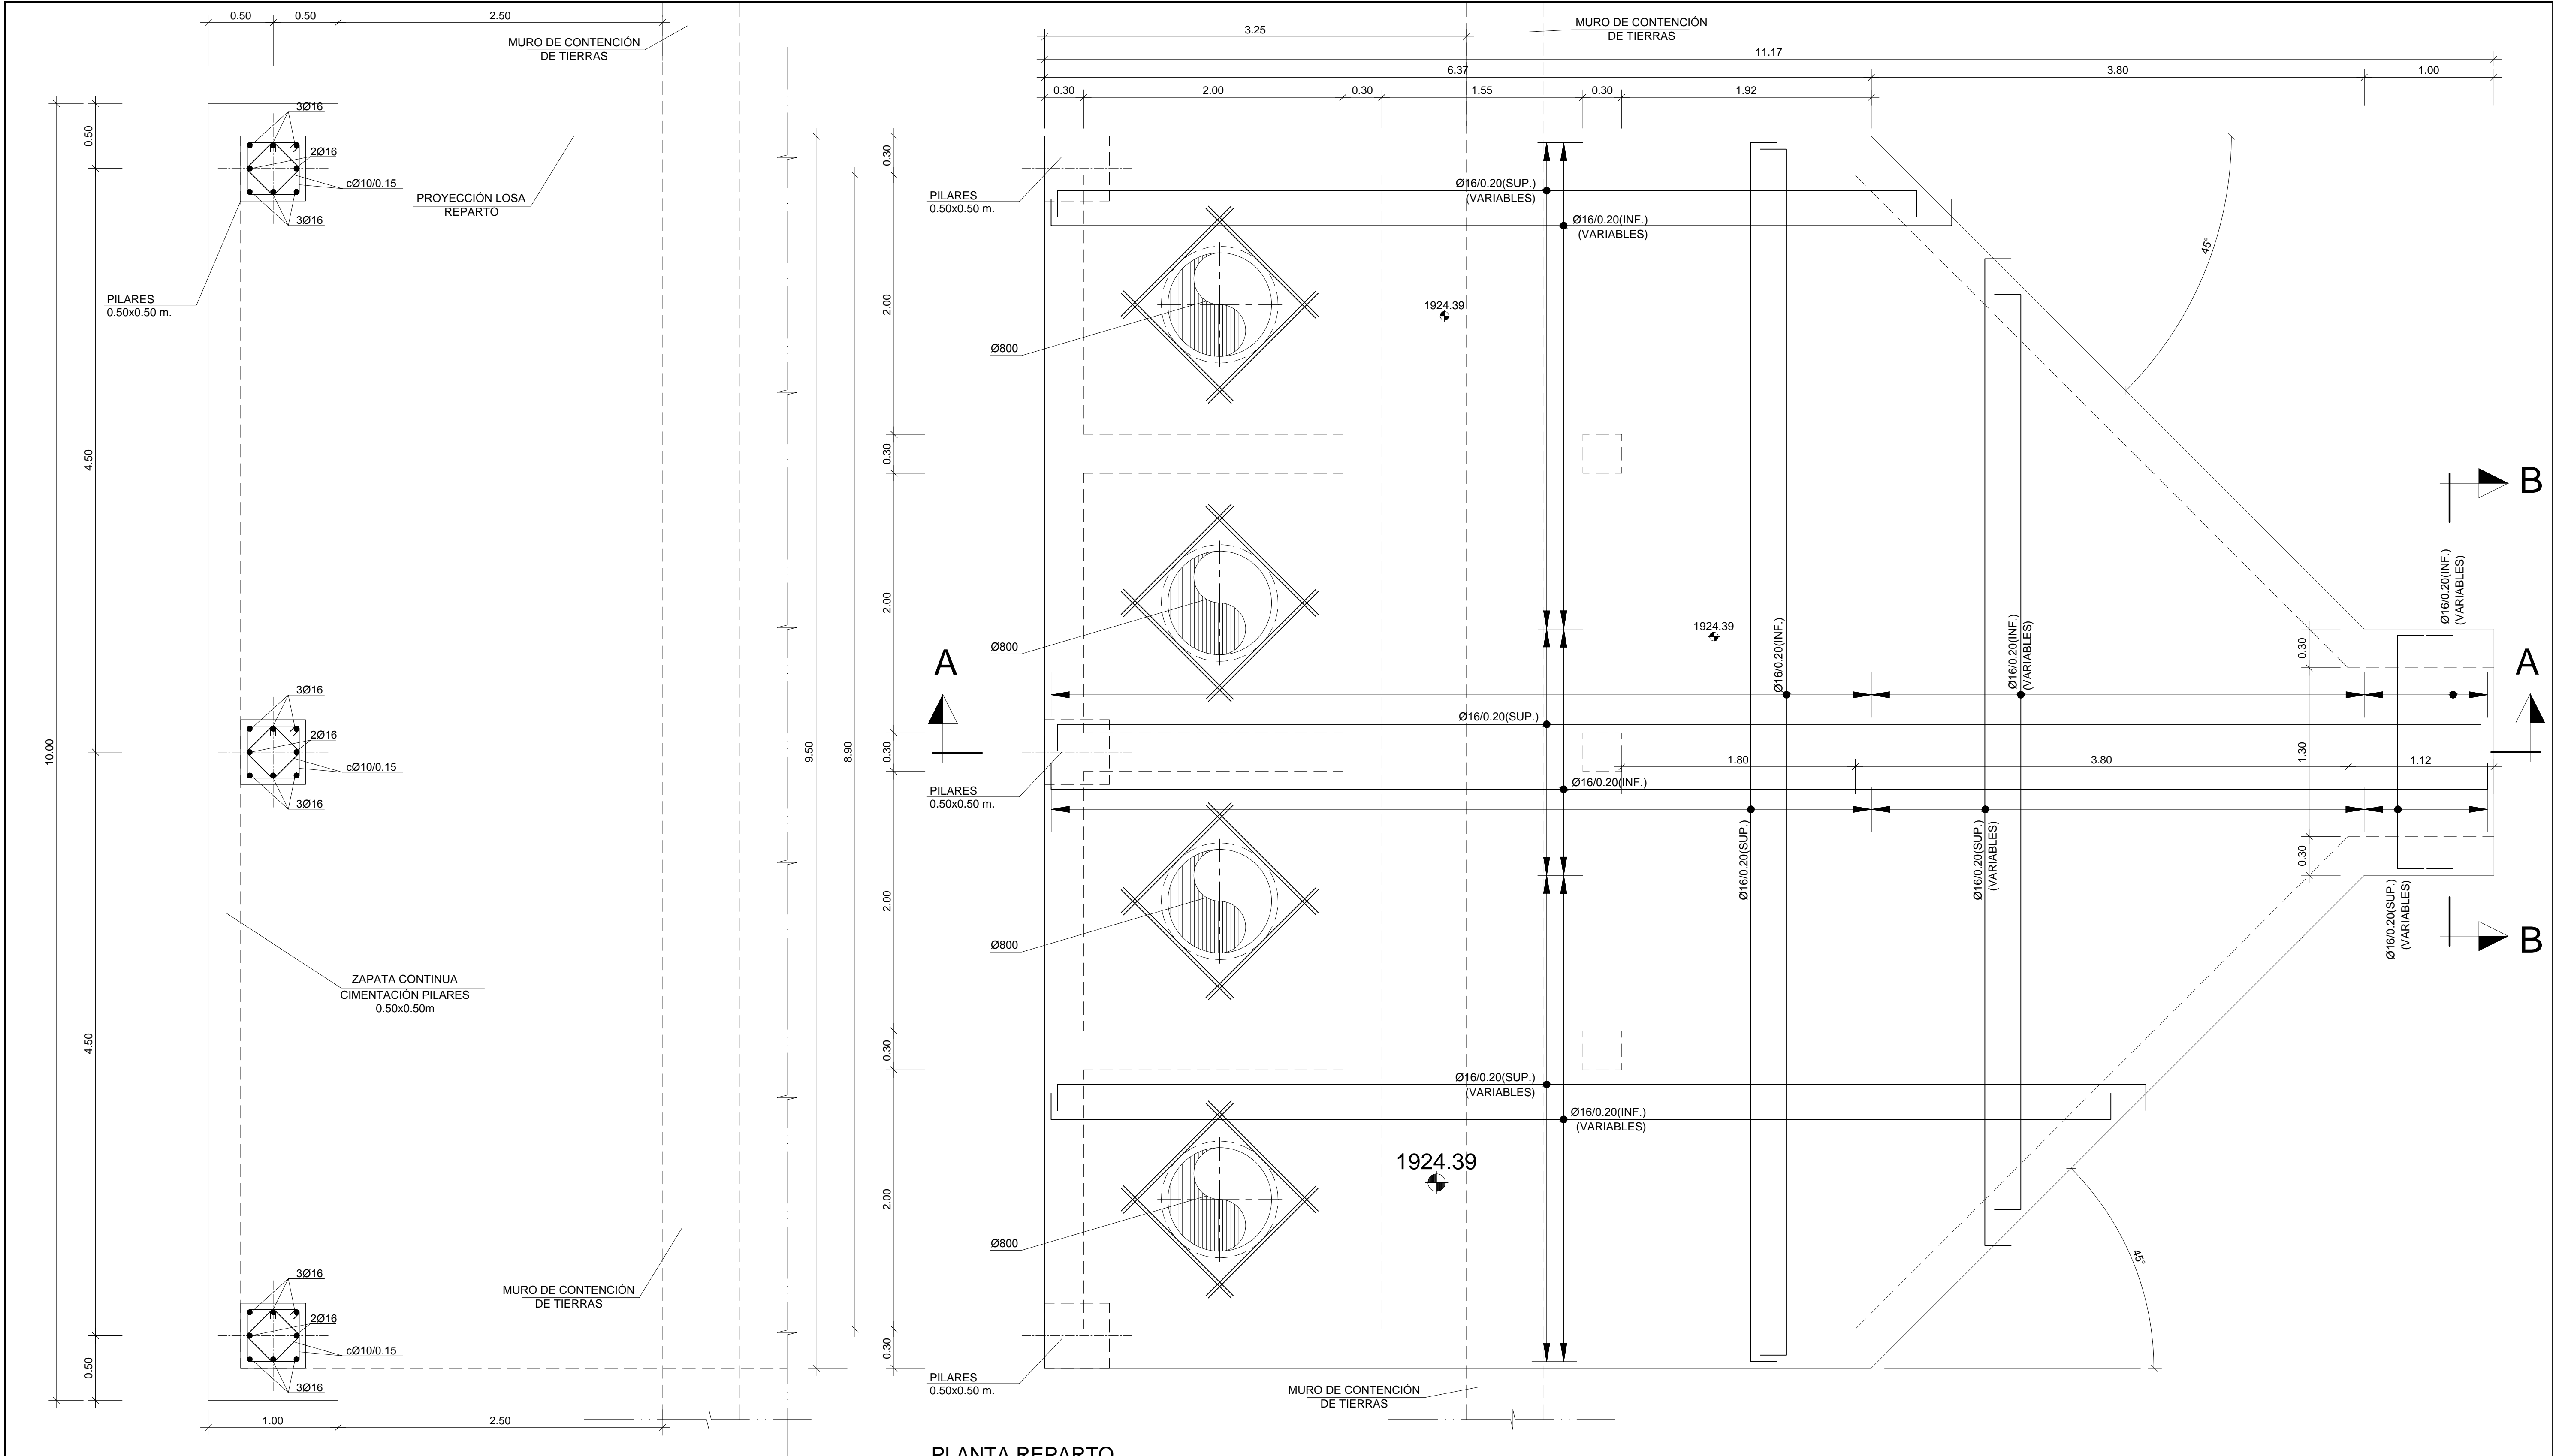 0.50
0.50
2.50
MURO DE CONTENCIÓN
DE TIERRAS
3Ø16
2Ø16
cØ10/0.15
3Ø16
PROYECCIÓN LOSA
REPARTO
PILARES
0.50x0.50 m.
0.50
4.50
10.00
4.50
0.50
3Ø16
2Ø16
cØ10/0.15
3Ø16
ZAPATA CONTINUA
CIMENTACIÓN PILARES
0.50x0.50m
MURO DE CONTENCIÓN
DE TIERRAS
3Ø16
2Ø16
cØ10/0.15
3Ø16
1.00
2.50
9.50
8.90
0.30
2.00
0.30
2.00
0.30
2.00
0.30
2.00
0.30
MURO DE CONTENCIÓN
DE TIERRAS
3.25
11.17
6.37
3.80
1.00
0.30
2.00
0.30
1.55
0.30
1.92
PILARES
0.50x0.50 m.
Ø16/0.20(SUP.)
(VARIABLES)
Ø16/0.20(INF.)
(VARIABLES)
45°
1924.39
Ø800
B
Ø800
1924.39
Ø16/0.20(INF.)
Ø16/0.20(INF.)
(VARIABLES)
Ø16/0.20(INF.)
(VARIABLES)
A
A
0.30
1.30
0.30
Ø16/0.20(SUP.)
1.80
3.80
1.12
Ø16/0.20(INF.)
PILARES
0.50x0.50 m.
Ø16/0.20(SUP.)
Ø16/0.20(SUP.)
(VARIABLES)
Ø16/0.20(SUP.)
(VARIABLES)
B
Ø800
Ø16/0.20(SUP.)
(VARIABLES)
Ø16/0.20(INF.)
(VARIABLES)
1924.39
Ø800
45°
PILARES
0.50x0.50 m.
MURO DE CONTENCIÓN
DE TIERRAS
PLANTA REPARTO